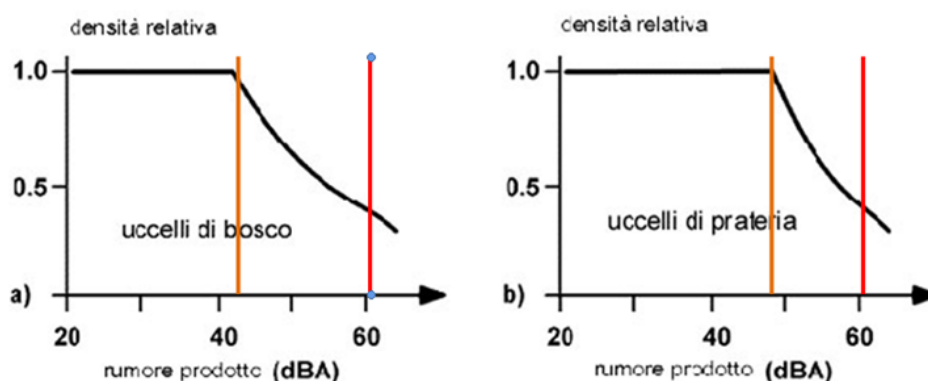 densità relativa
1.0
0.5
uccelli di bosco
a)
20
40
60
rumore prodotto (dBA)
densità relativa
1.0
0.5
uccelli di prateria
b)
20
40
60
rumore prodotto (dBA)